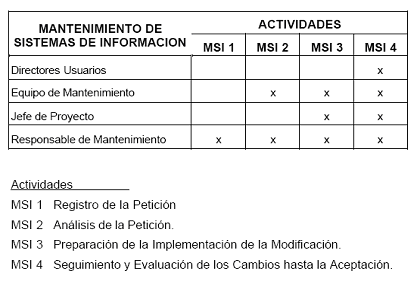 MANTENIMIENTO DE
SISTEMAS DE INFORMACION
ACTIVIDADES
MSI 1 MSI 2 MSI 3 MSI 4
Directores Usuarios x
Equipo de Mantenimiento x x x
Jefe de Proyecto x x
Responsable de Mantenimiento x x x x
Actividades
MSI 1 Registro de la Petición
MSI 2 Análisis de la Petición.
MSI 3 Preparación de la Implementación de la Modificación.
MSI 4 Seguimiento y Evaluación de los Cambios hasta la Aceptación.